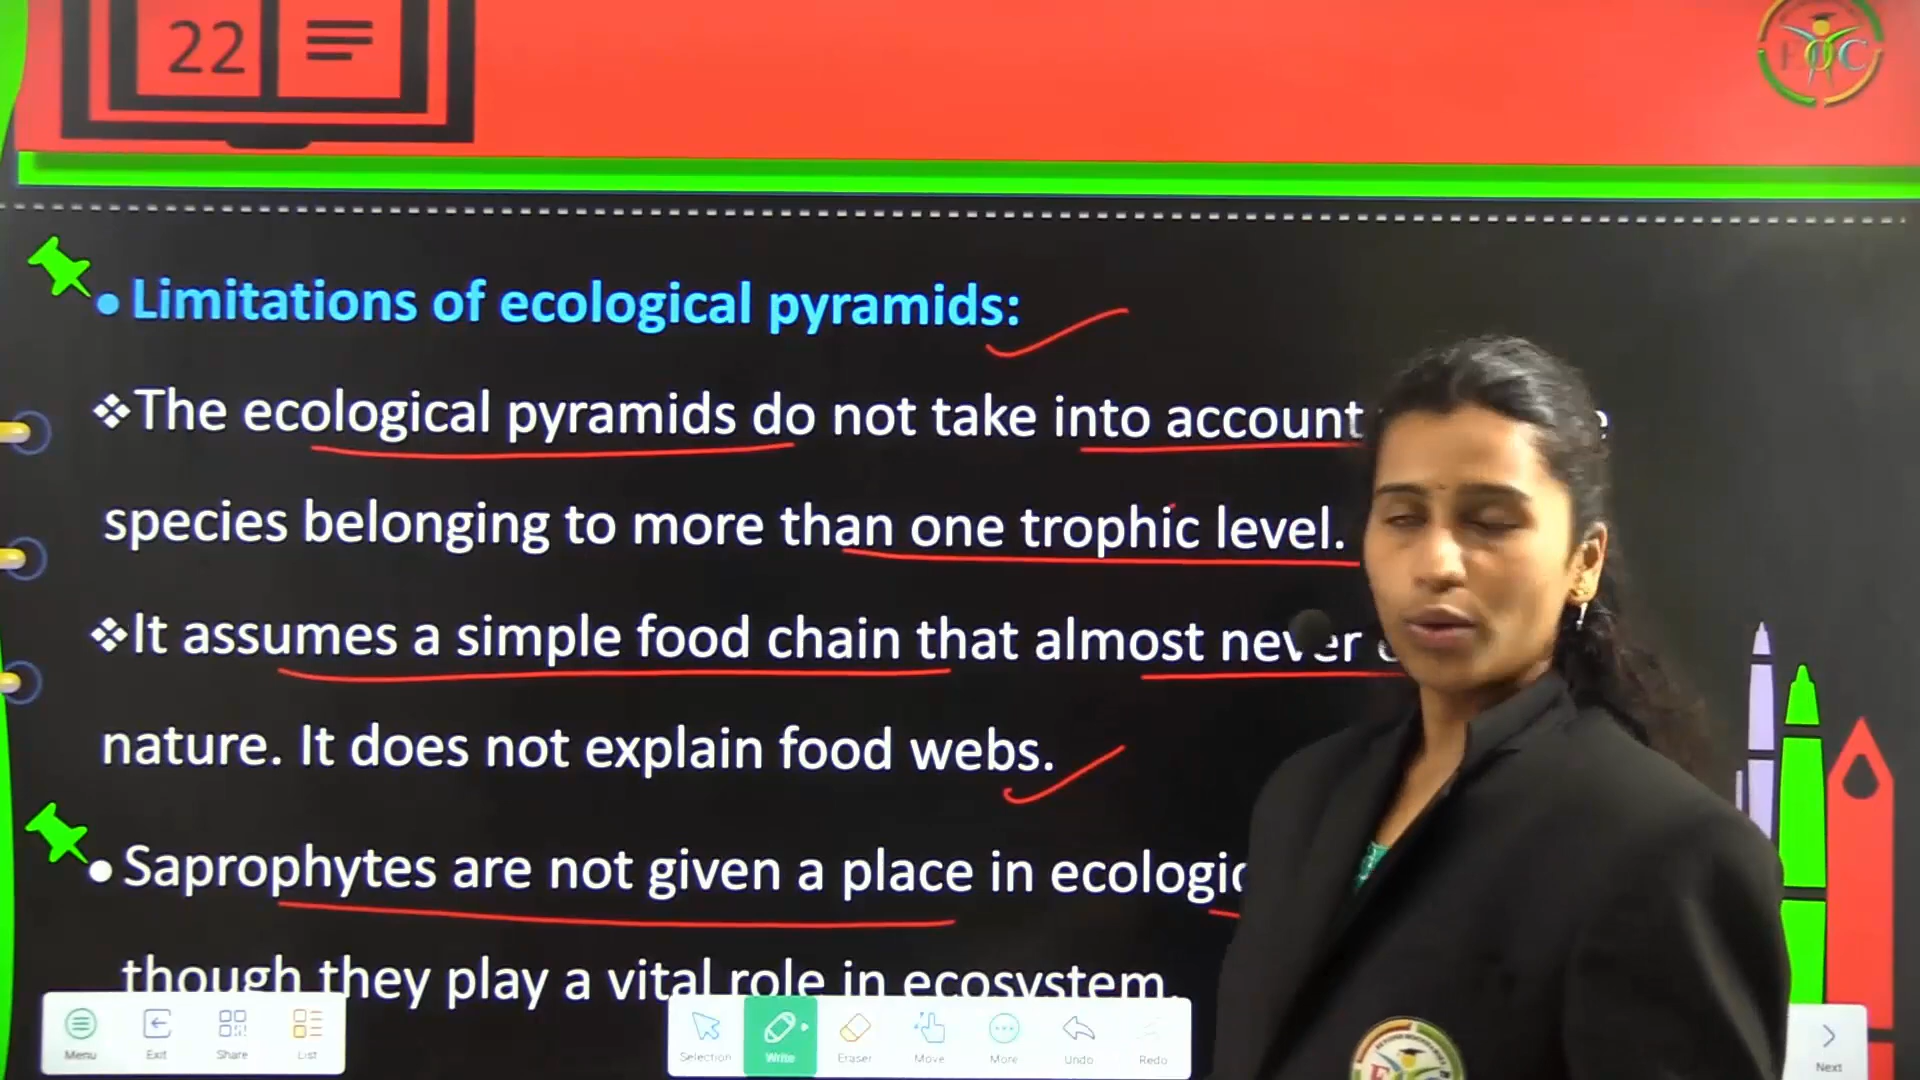 22
EOC
Limitations of ecological pyramids:
❖The ecological pyramids do not take into account
species belonging to more than one trophic level.
❖It assumes a simple food chain that almost never
nature. It does not explain food webs.
• Saprophytes are not given a place in
though they play a vital role in ecosystem.
Menu Exit Share List Selection Write Eraser Move More Undo Redo Next